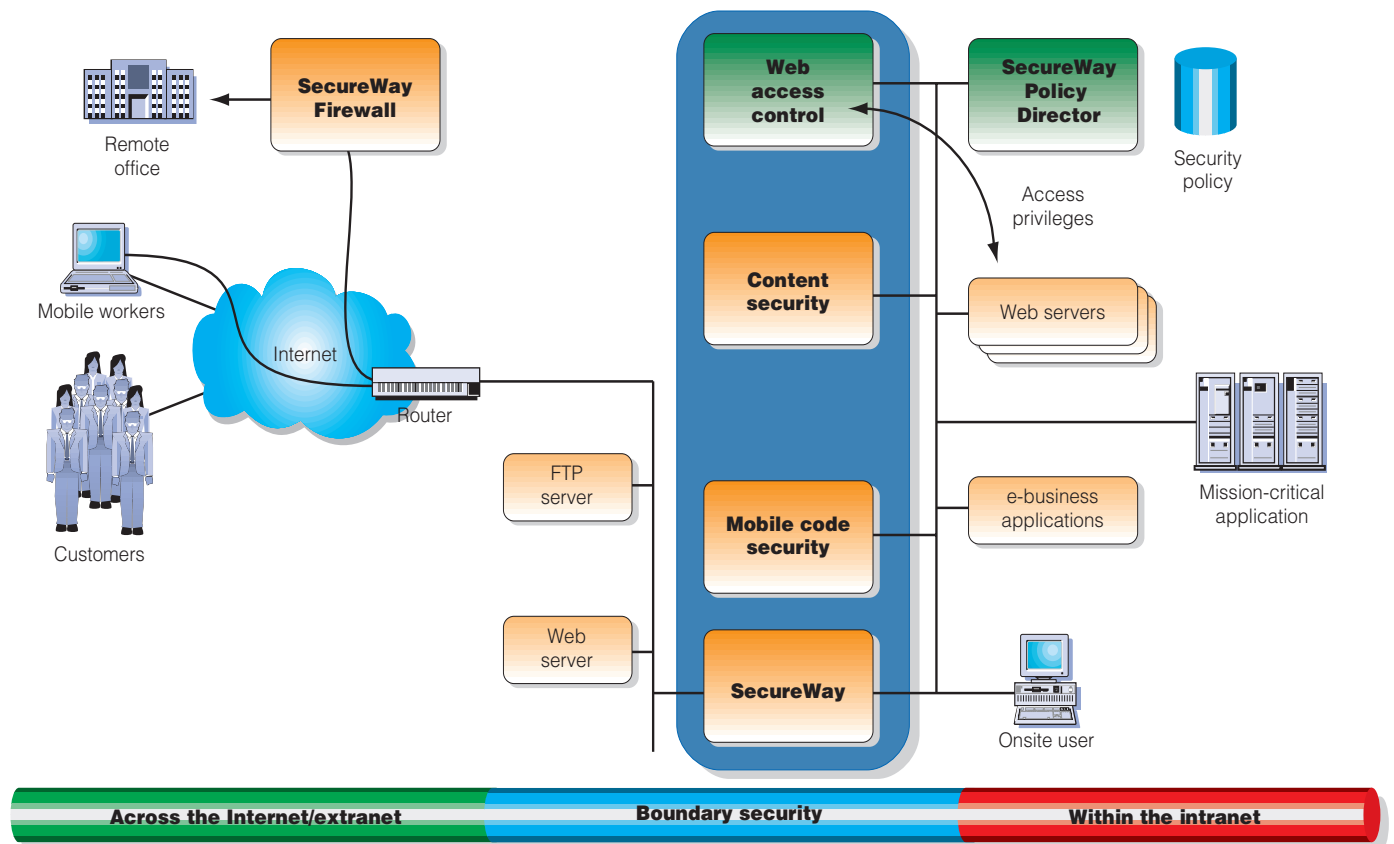 SecureWay
Firewall
Remote
office
Mobile workers
Internet
Router
Customers
FTP
server
Web
server
Web
access
control
Content
security
Mobile code
security
SecureWay
SecureWay
Policy
Director
Security
policy
Access
privileges
Web servers
Mission-critical
application
e-business
applications
Onsite user
Across the Internet/extranet
Boundary security
Within the intranet